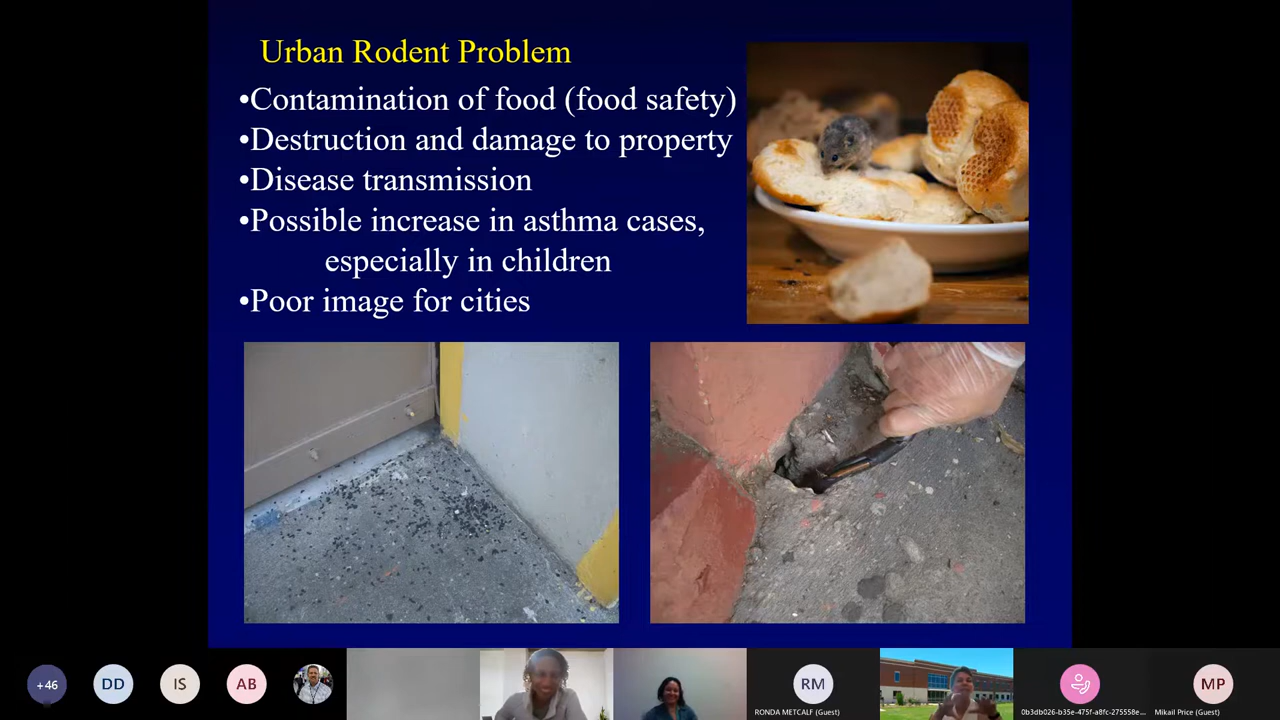 Urban Rodent Problem
•Contamination of food (food safety)
•Destruction and damage to property
•Disease transmission
•Possible increase in asthma cases,
especially in children
•Poor image for cities
+46
DD
IS
AB
RM
MP
RONDA METCALF (Guest)
0b3db026-b35e-475f-a8fc-275558e...
Mikail Price (Guest)